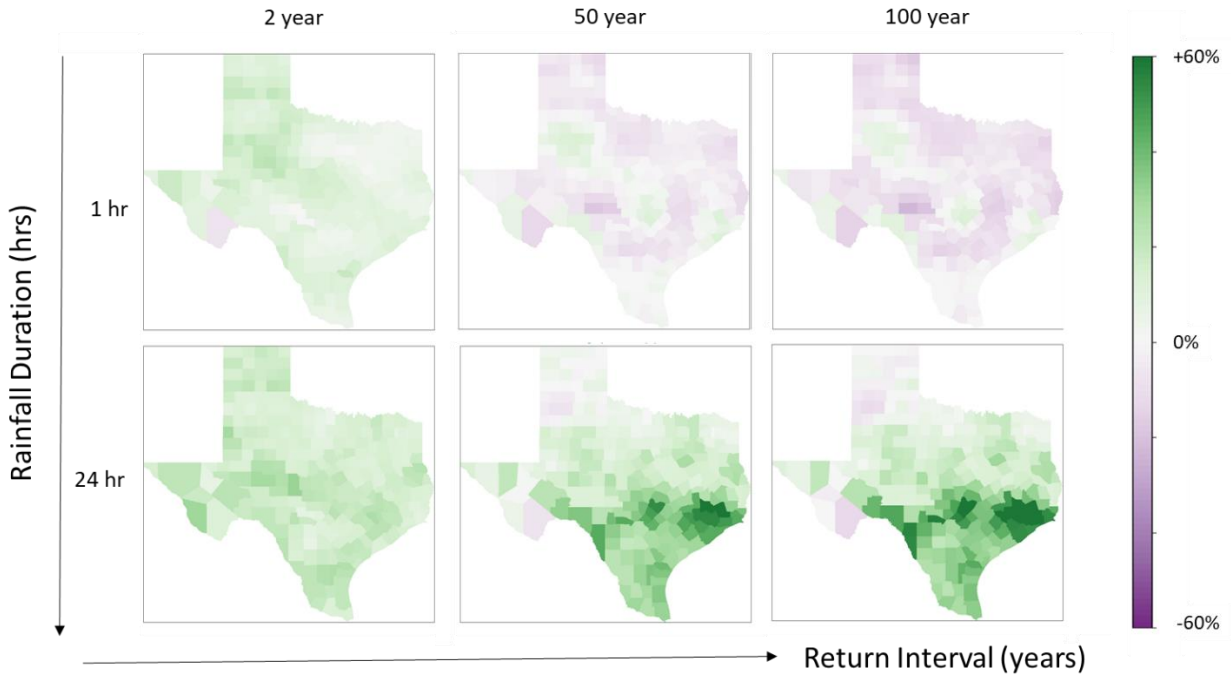 2 year
50 year
100 year
+60%
1 hr
0%
24 hr
-60%
Rainfall Duration (hrs)
Return Interval (years)